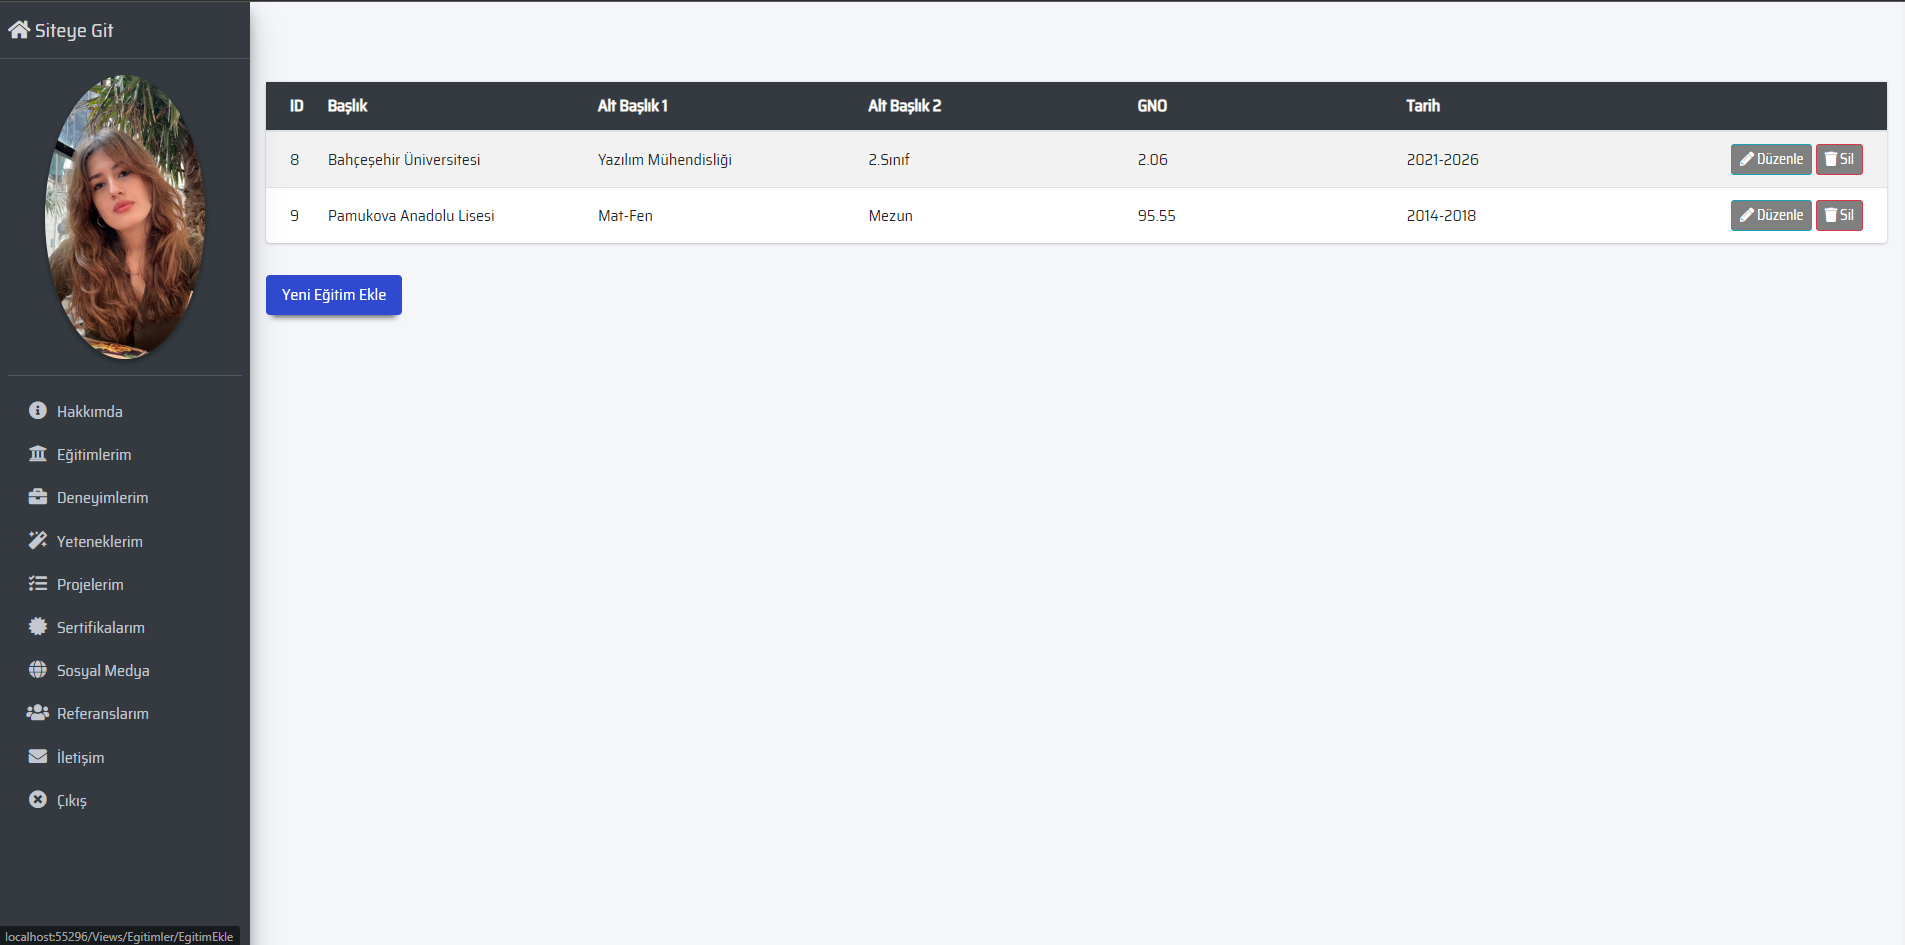 Siteye Git
ID Başlık Alt Başlık 1 Alt Başlık 2 GNO Tarih
8 Bahçeşehir Üniversitesi Yazılım Mühendisliği 2.Sınıf 2.06 2021-2026 Düzenle Sil
9 Pamukova Anadolu Lisesi Mat-Fen Mezun 95.55 2014-2018 Düzenle Sil
Yeni Eğitim Ekle
Hakkımda
Eğitimlerim
Deneyimlerim
Yeteneklerim
Projelerim
Sertifikalarım
Sosyal Medya
Referanslarım
İletişim
Çıkış
localhost:55296/Views/Egitimler/EgitimEkle